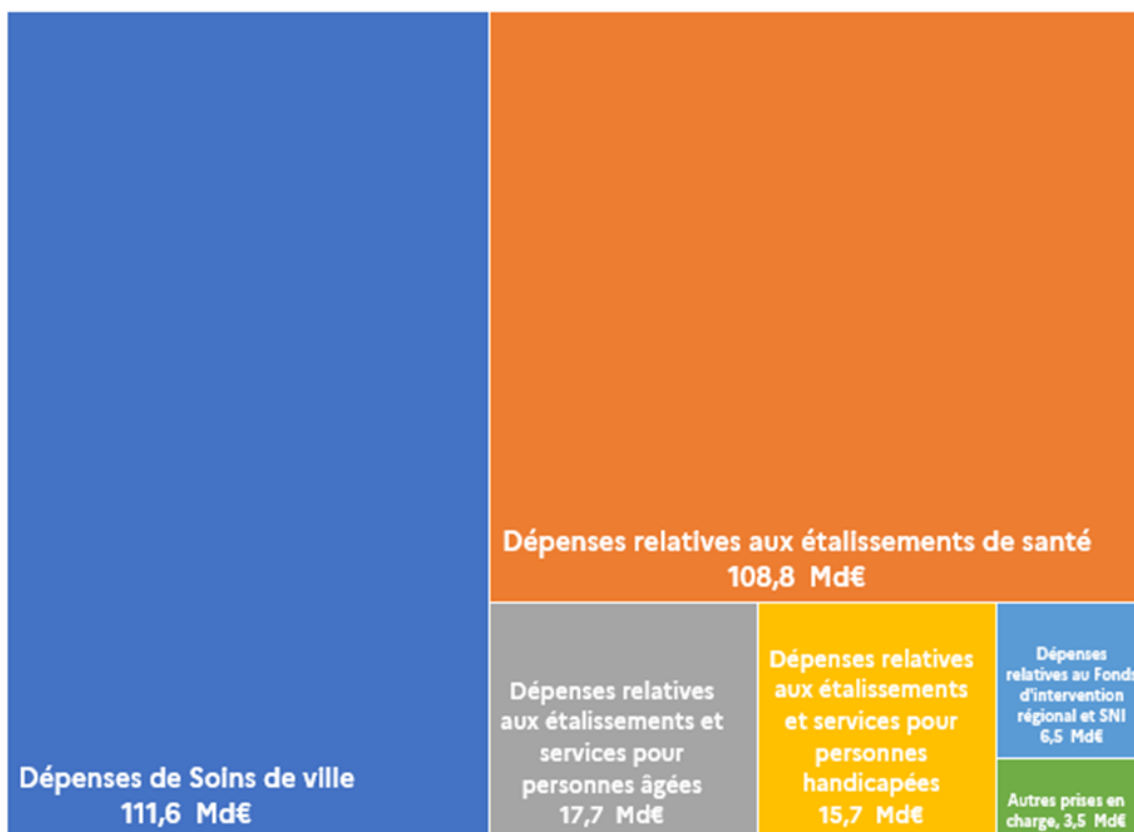 Dépenses de Soins de ville
111,6 Md€
Dépenses relatives aux étalissements de santé
108,8 Md€
Dépenses relatives
aux étalissements et
services pour
personnes âgées
17,7 Md€
Dépenses relatives
aux étalissements
et services pour
personnes
handicapées
15,7 Md€
Dépenses
relatives au Fonds
d'intervention
régional et SNI
6,5 Md€
Autres prises en
charge, 3,5 Md€